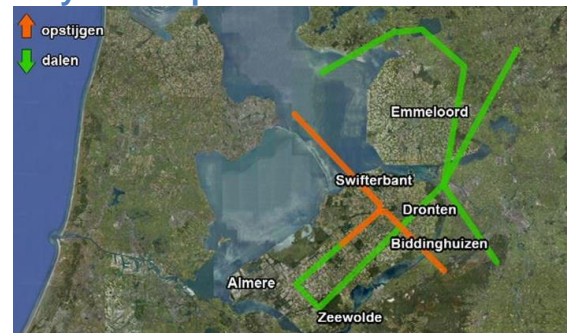 opstijgen
dalen
Emmeloord
Swifterbant
Dronten
Biddinghuizen
Almere
Zeewolde